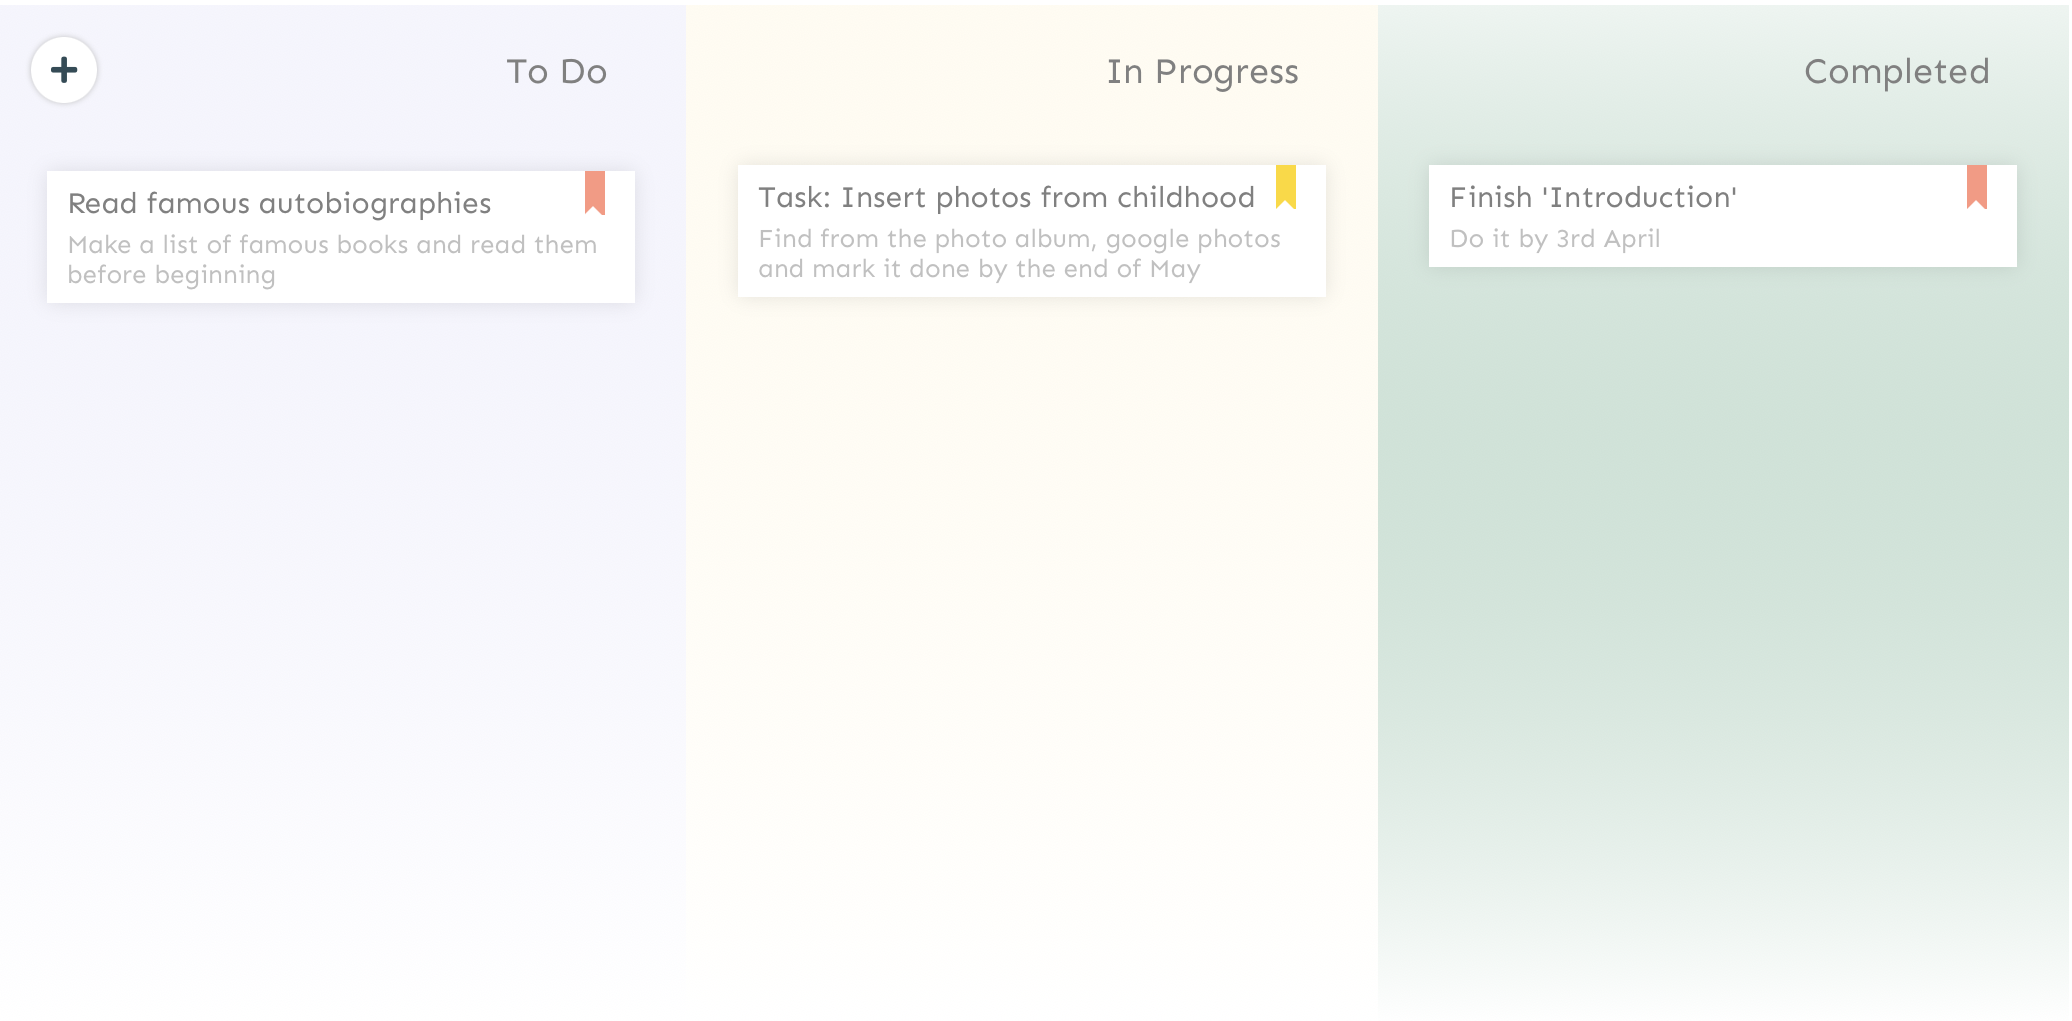 To Do
Read famous autobiographies
Make a list of famous books and read them
before beginning
In Progress
Task: Insert photos from childhood
Find from the photo album, google photos
and mark it done by the end of May
Completed
Finish 'Introduction'
Do it by 3rd April